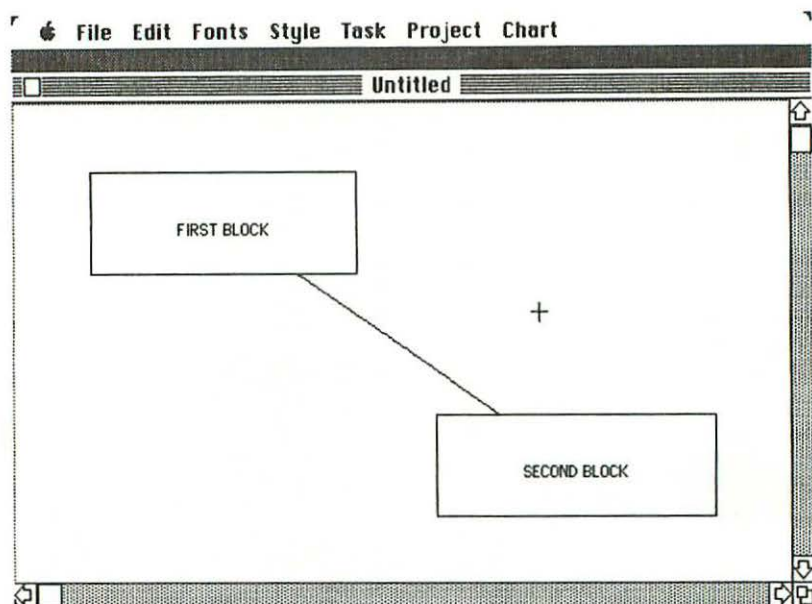 File Edit Fonts Style Task Project Chart
Untitled
FIRST BLOCK
SECOND BLOCK